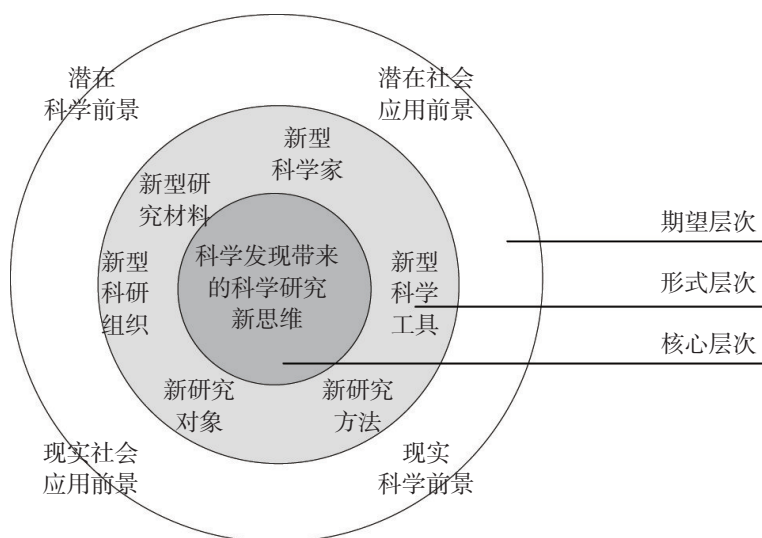 潜在
科学前景
潜在社会
应用前景
新型
科学家
新型研
究材料
科学发现带来
的科学研究
新思维
新型
科研
组织
新型
科学
工具
新研究
对象
新研究
方法
现实社会
应用前景
现实
科学前景
期望层次
形式层次
核心层次